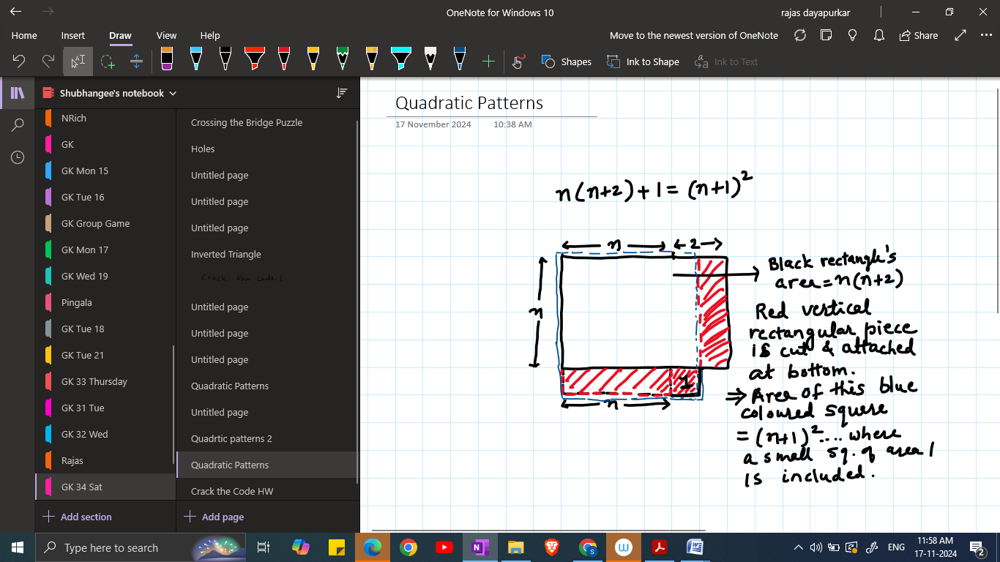 OneNote for Windows 10
rajas dayapurkar
Home
Insert
Draw
View
Help
Move to the newest version of OneNote
Share
Shapes
Ink to Shape
Ink to Text
Shubhangee's notebook
NRich
GK
GK Mon 15
GK Tue 16
GK Group Game
GK Mon 17
GK Wed 19
Pingala
GK Tue 18
GK Tue 21
GK 33 Thursday
GK 31 Tue
GK 32 Wed
Rajas
GK 34 Sat
Add section
Crossing the Bridge Puzzle
Holes
Untitled page
Untitled page
Untitled page
Inverted Triangle
Crack the code (
Untitled page
Untitled page
Untitled page
Quadratic Patterns
Untitled page
Quadrtic patterns 2
Quadratic Patterns
Crack the Code HW
Add page
Quadratic Patterns
17 November 2024
10:38 AM
n(n+2)+1=(n+1)²
n
2
n
1
n
Black rectangle's
area=n(n+2)
Red vertical
rectangular piece
is cut & attached
at bottom.
⇒ Area of this blue
coloured square
=(n+1)²....where
a small sq. of area 1
is included.
Type here to search
ENG
11:58 AM
17-11-2024
2